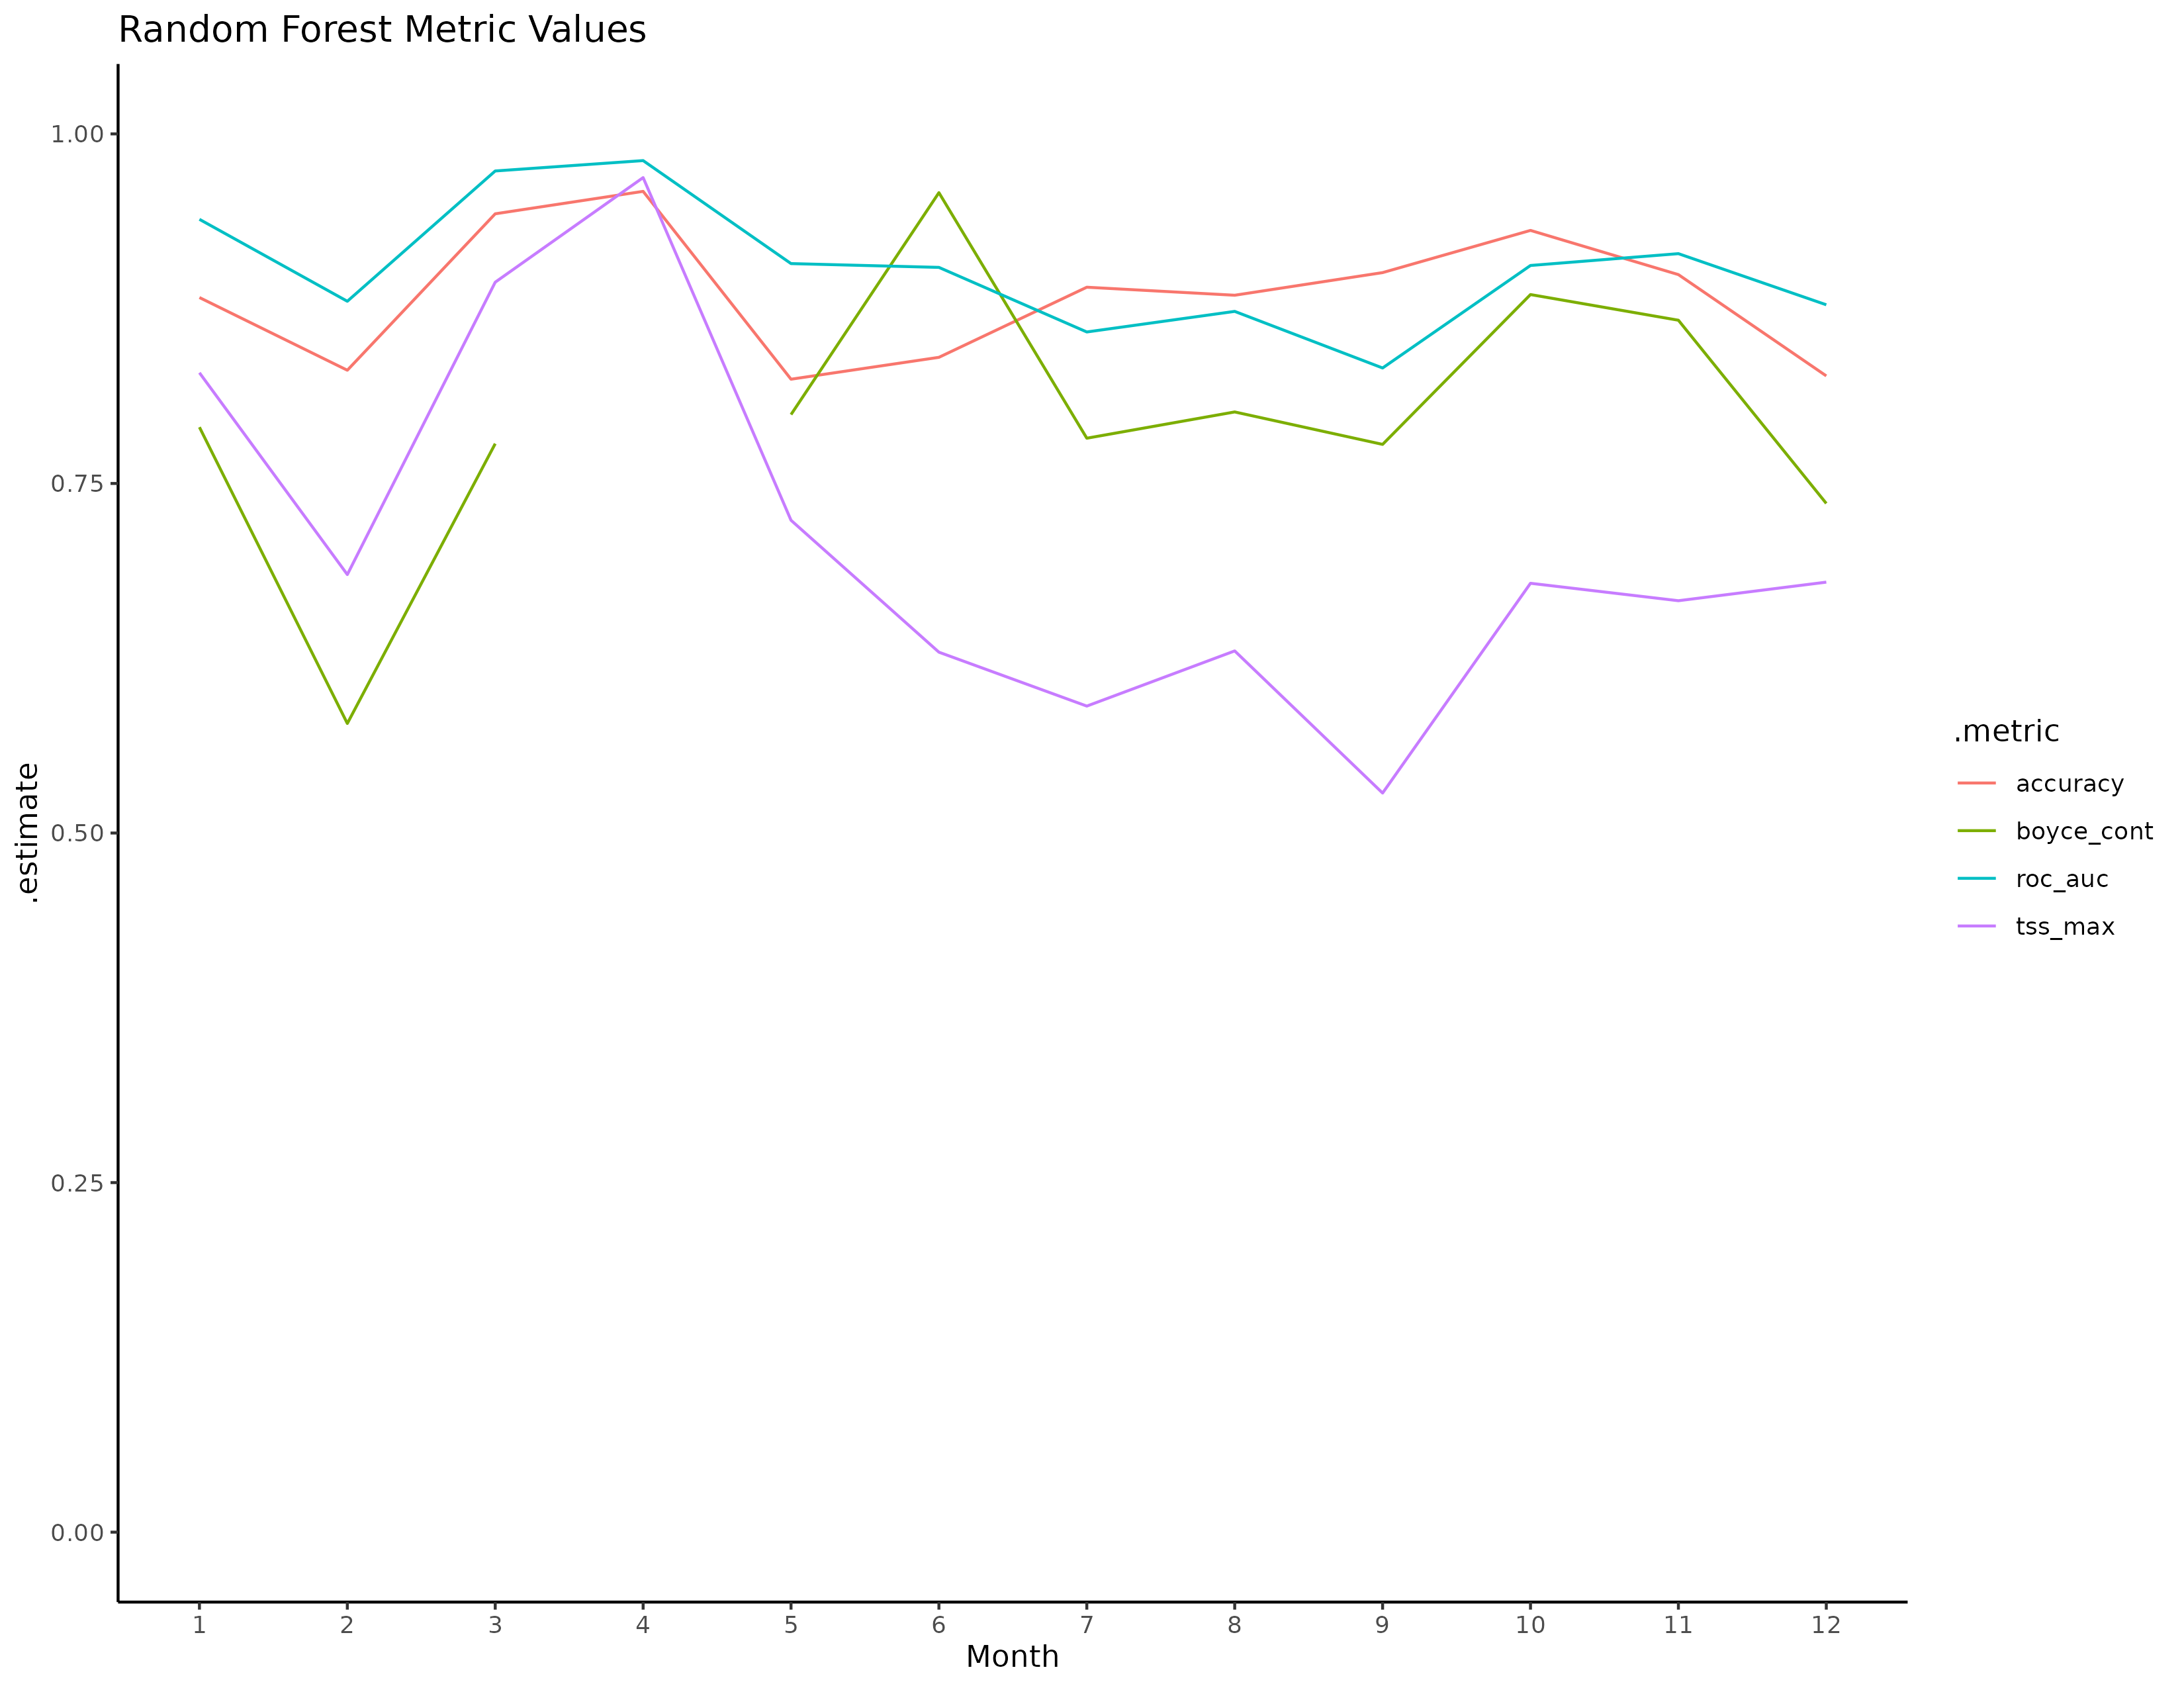 Random Forest Metric Values
1.00
0.75
0.50
0.25
0.00
.estimate
1 2 3 4 5 6 7 8 9 10 11 12
Month
.metric
accuracy
boyce_cont
roc_auc
tss_max